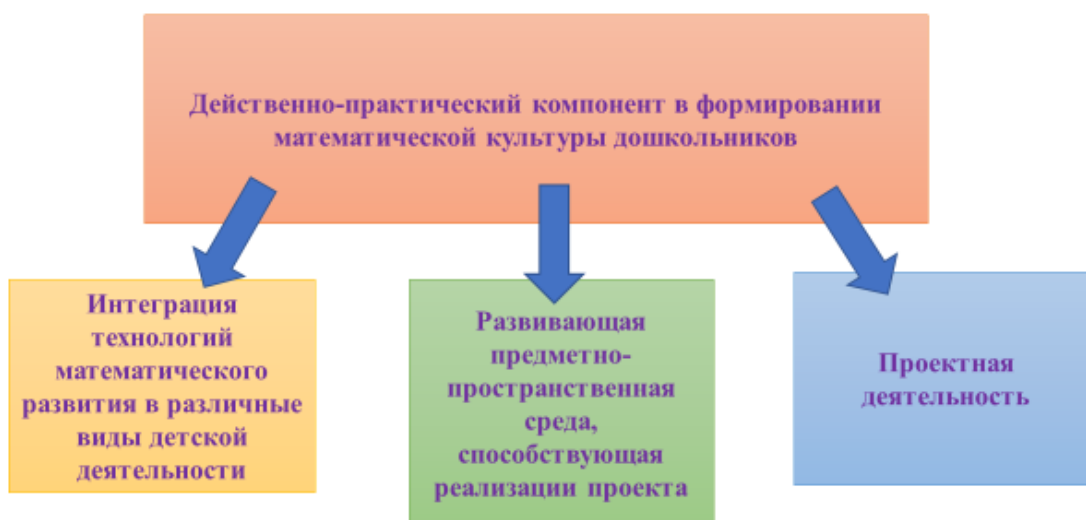 Действенно-практический компонент в формировании
математической культуры дошкольников
Интеграция
технологий
математического
развития в различные
виды детской
деятельности
Развивающая
предметно-
пространственная
среда,
способствующая
реализации проекта
Проектная
деятельность